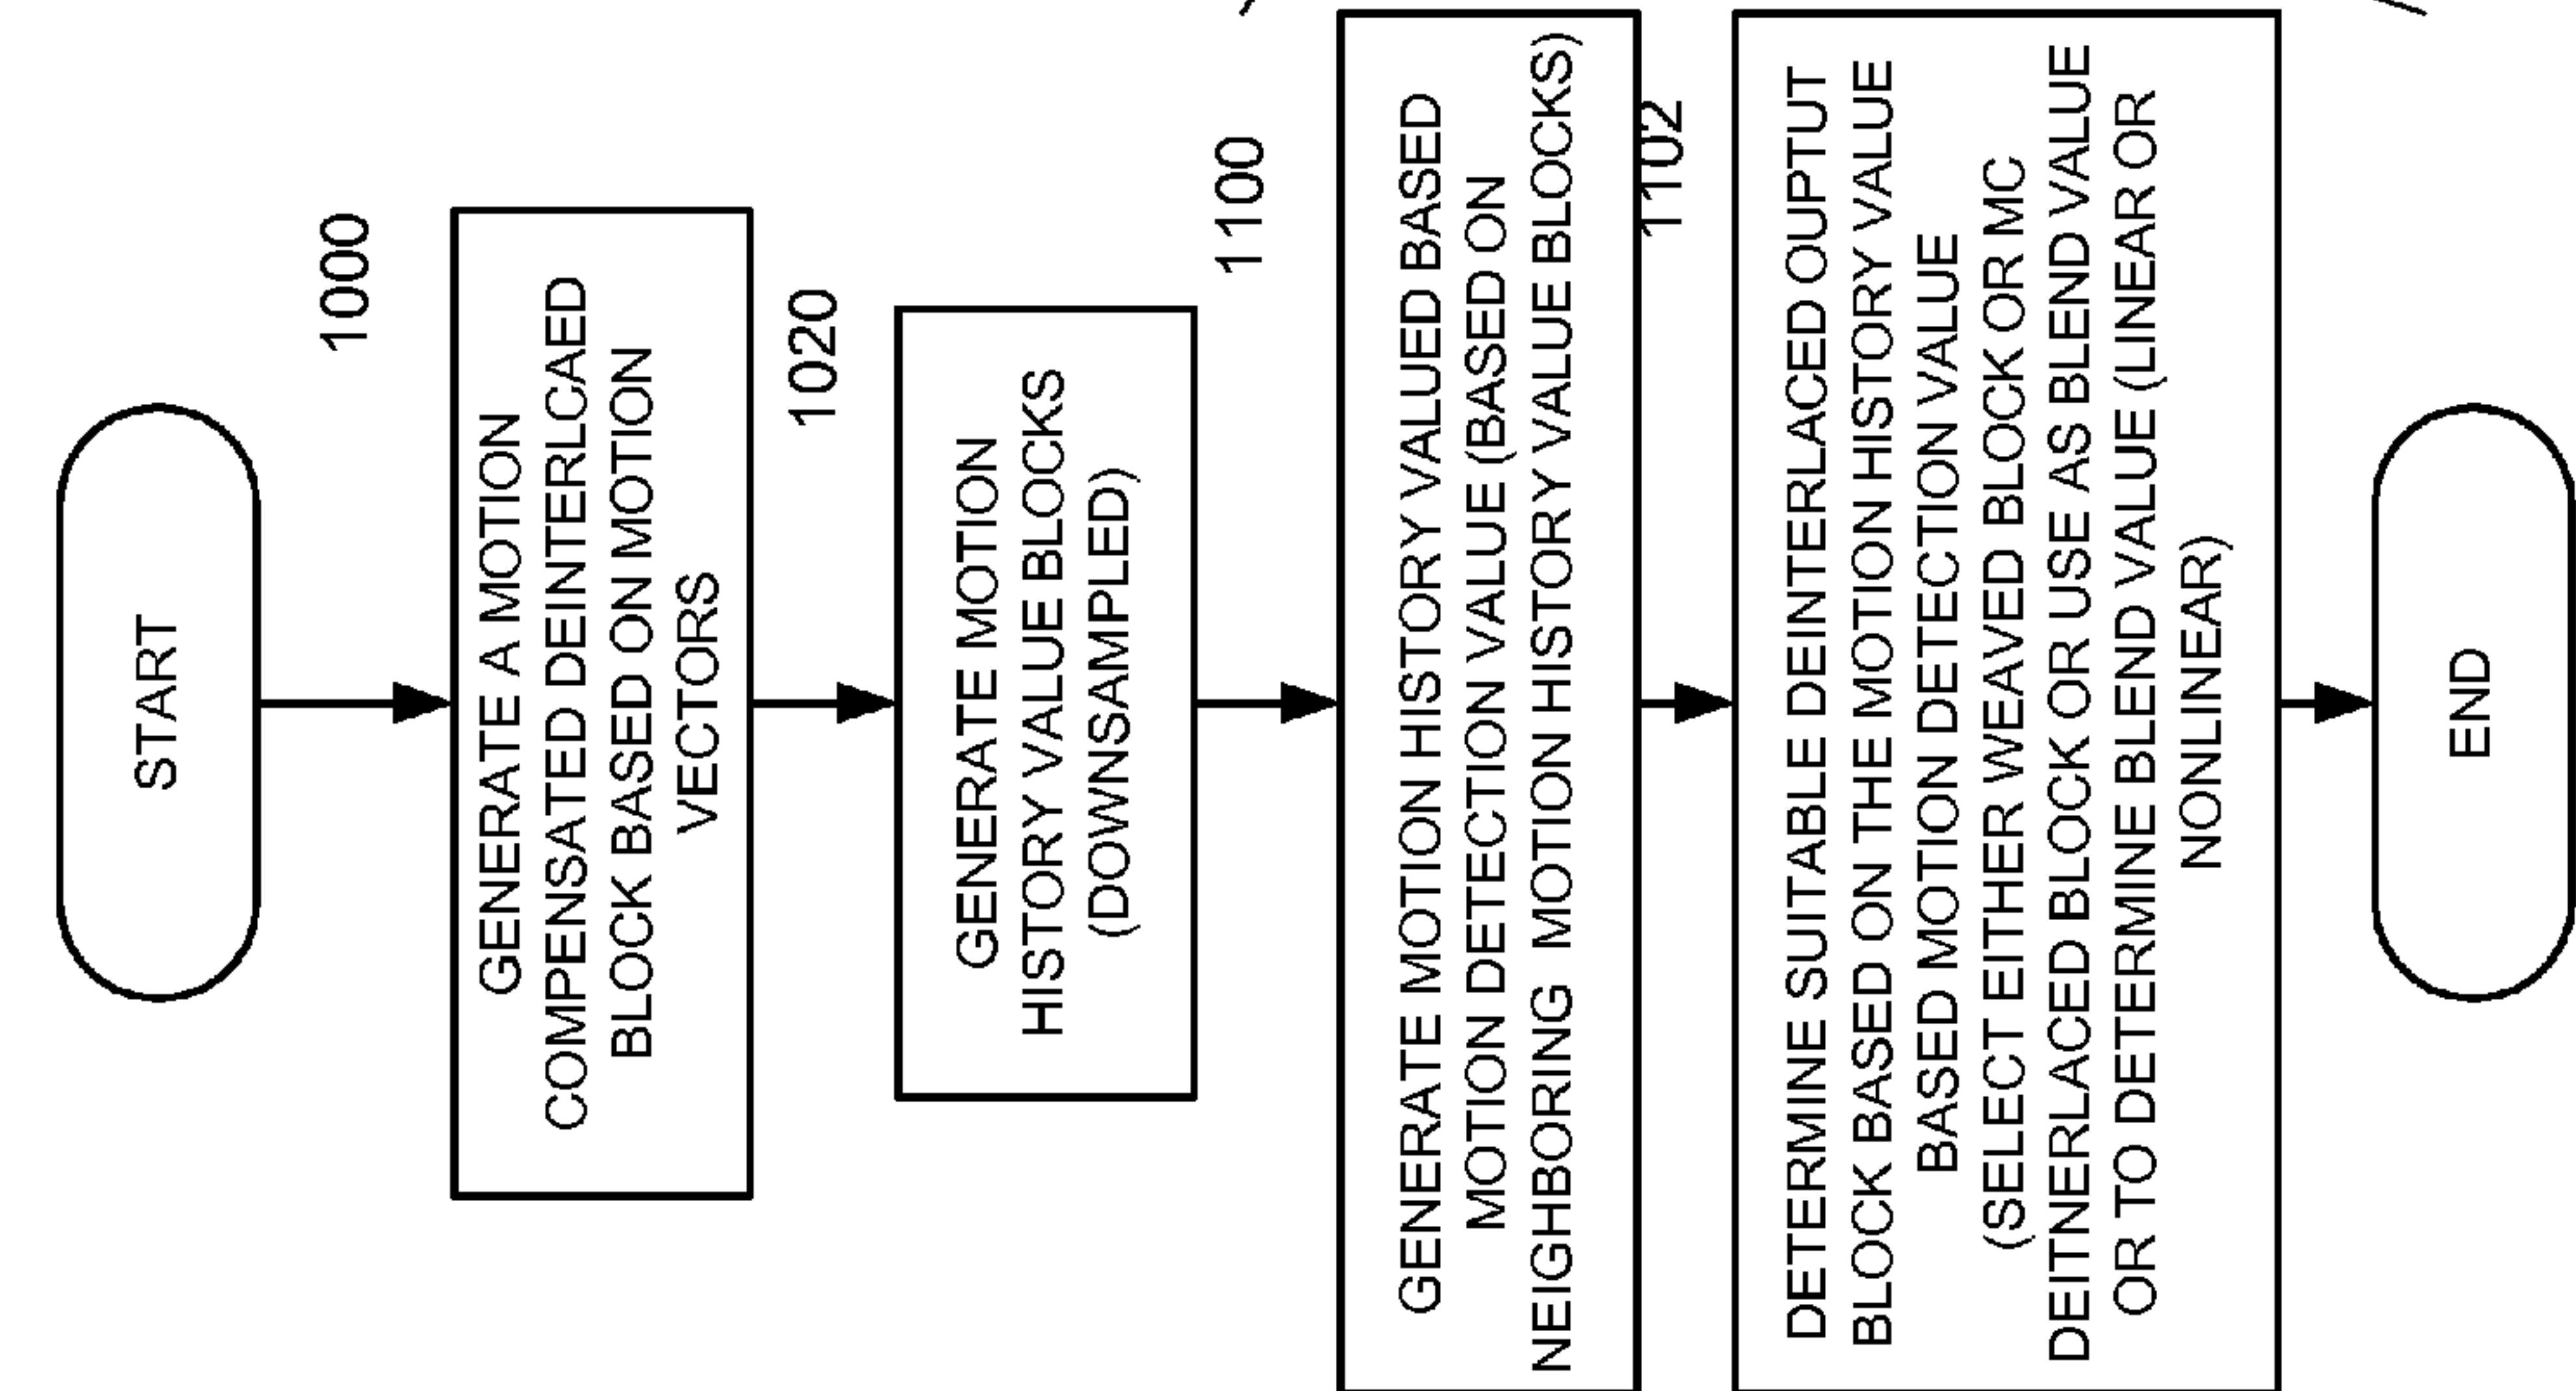 START
1000
GENERATE A MOTION
COMPENSATED DEINTERLCAED
BLOCK BASED ON MOTION
VECTORS
1020
GENERATE MOTION
HISTORY VALUE BLOCKS
(DOWNSAMPLED)
1100
GENERATE MOTION HISTORY VALUED BASED
MOTION DETECTION VALUE (BASED ON
NEIGHBORING MOTION HISTORY VALUE BLOCKS)
1102
DETERMINE SUITABLE DEINTERLACED OUPTUT
BLOCK BASED ON THE MOTION HISTORY VALUE
BASED MOTION DETECTION VALUE
(SELECT EITHER WEAVED BLOCK OR MC
DEITNERLACED BLOCK OR USE AS BLEND VALUE
OR TO DETERMINE BLEND VALUE (LINEAR OR
NONLINEAR)
END